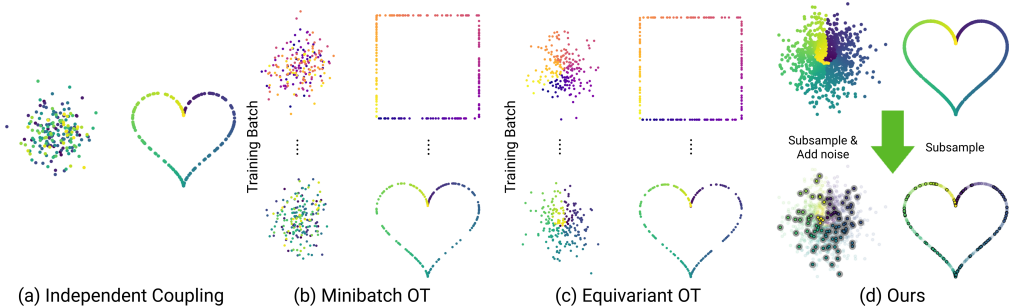 Training Batch
Training Batch
Subsample &
Add noise
Subsample
(a) Independent Coupling
(b) Minibatch OT
(c) Equivariant OT
(d) Ours